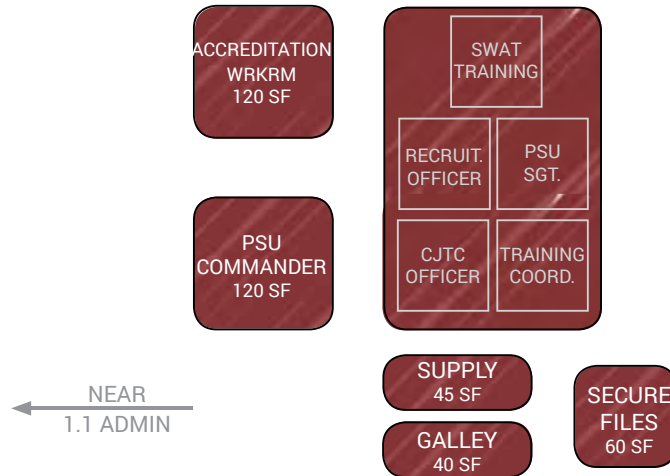 ACCREDITATION
WRKRM
120 SF
SWAT
TRAINING
RECRUIT.
OFFICER
PSU
SGT.
PSU
COMMANDER
120 SF
CJTC
OFFICER
TRAINING
COORD.
SUPPLY
45 SF
NEAR
1.1 ADMIN
SECURE
FILES
60 SF
GALLEY
40 SF